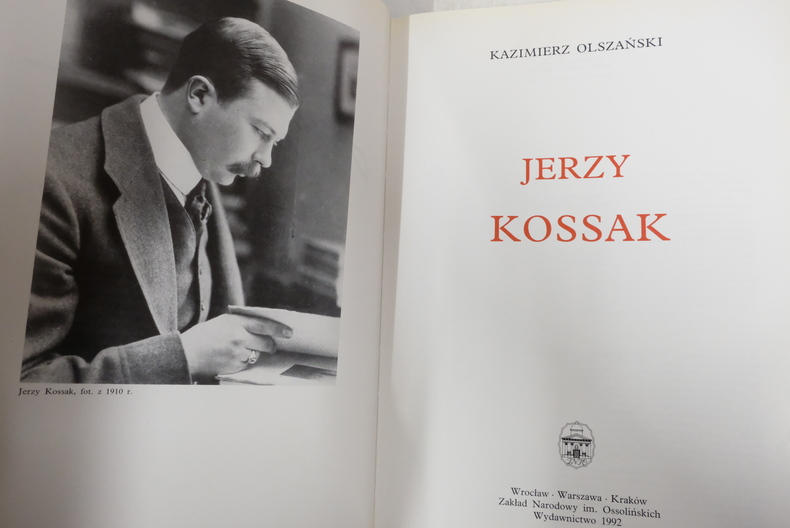 Jerzy Kossak, fot. z 1910 r.
KAZIMIERZ OLSZAŃSKI
JERZY
KOSSAK
Wrocław · Warszawa · Kraków
Zakład Narodowy im. Ossolińskich
Wydawnictwo 1992